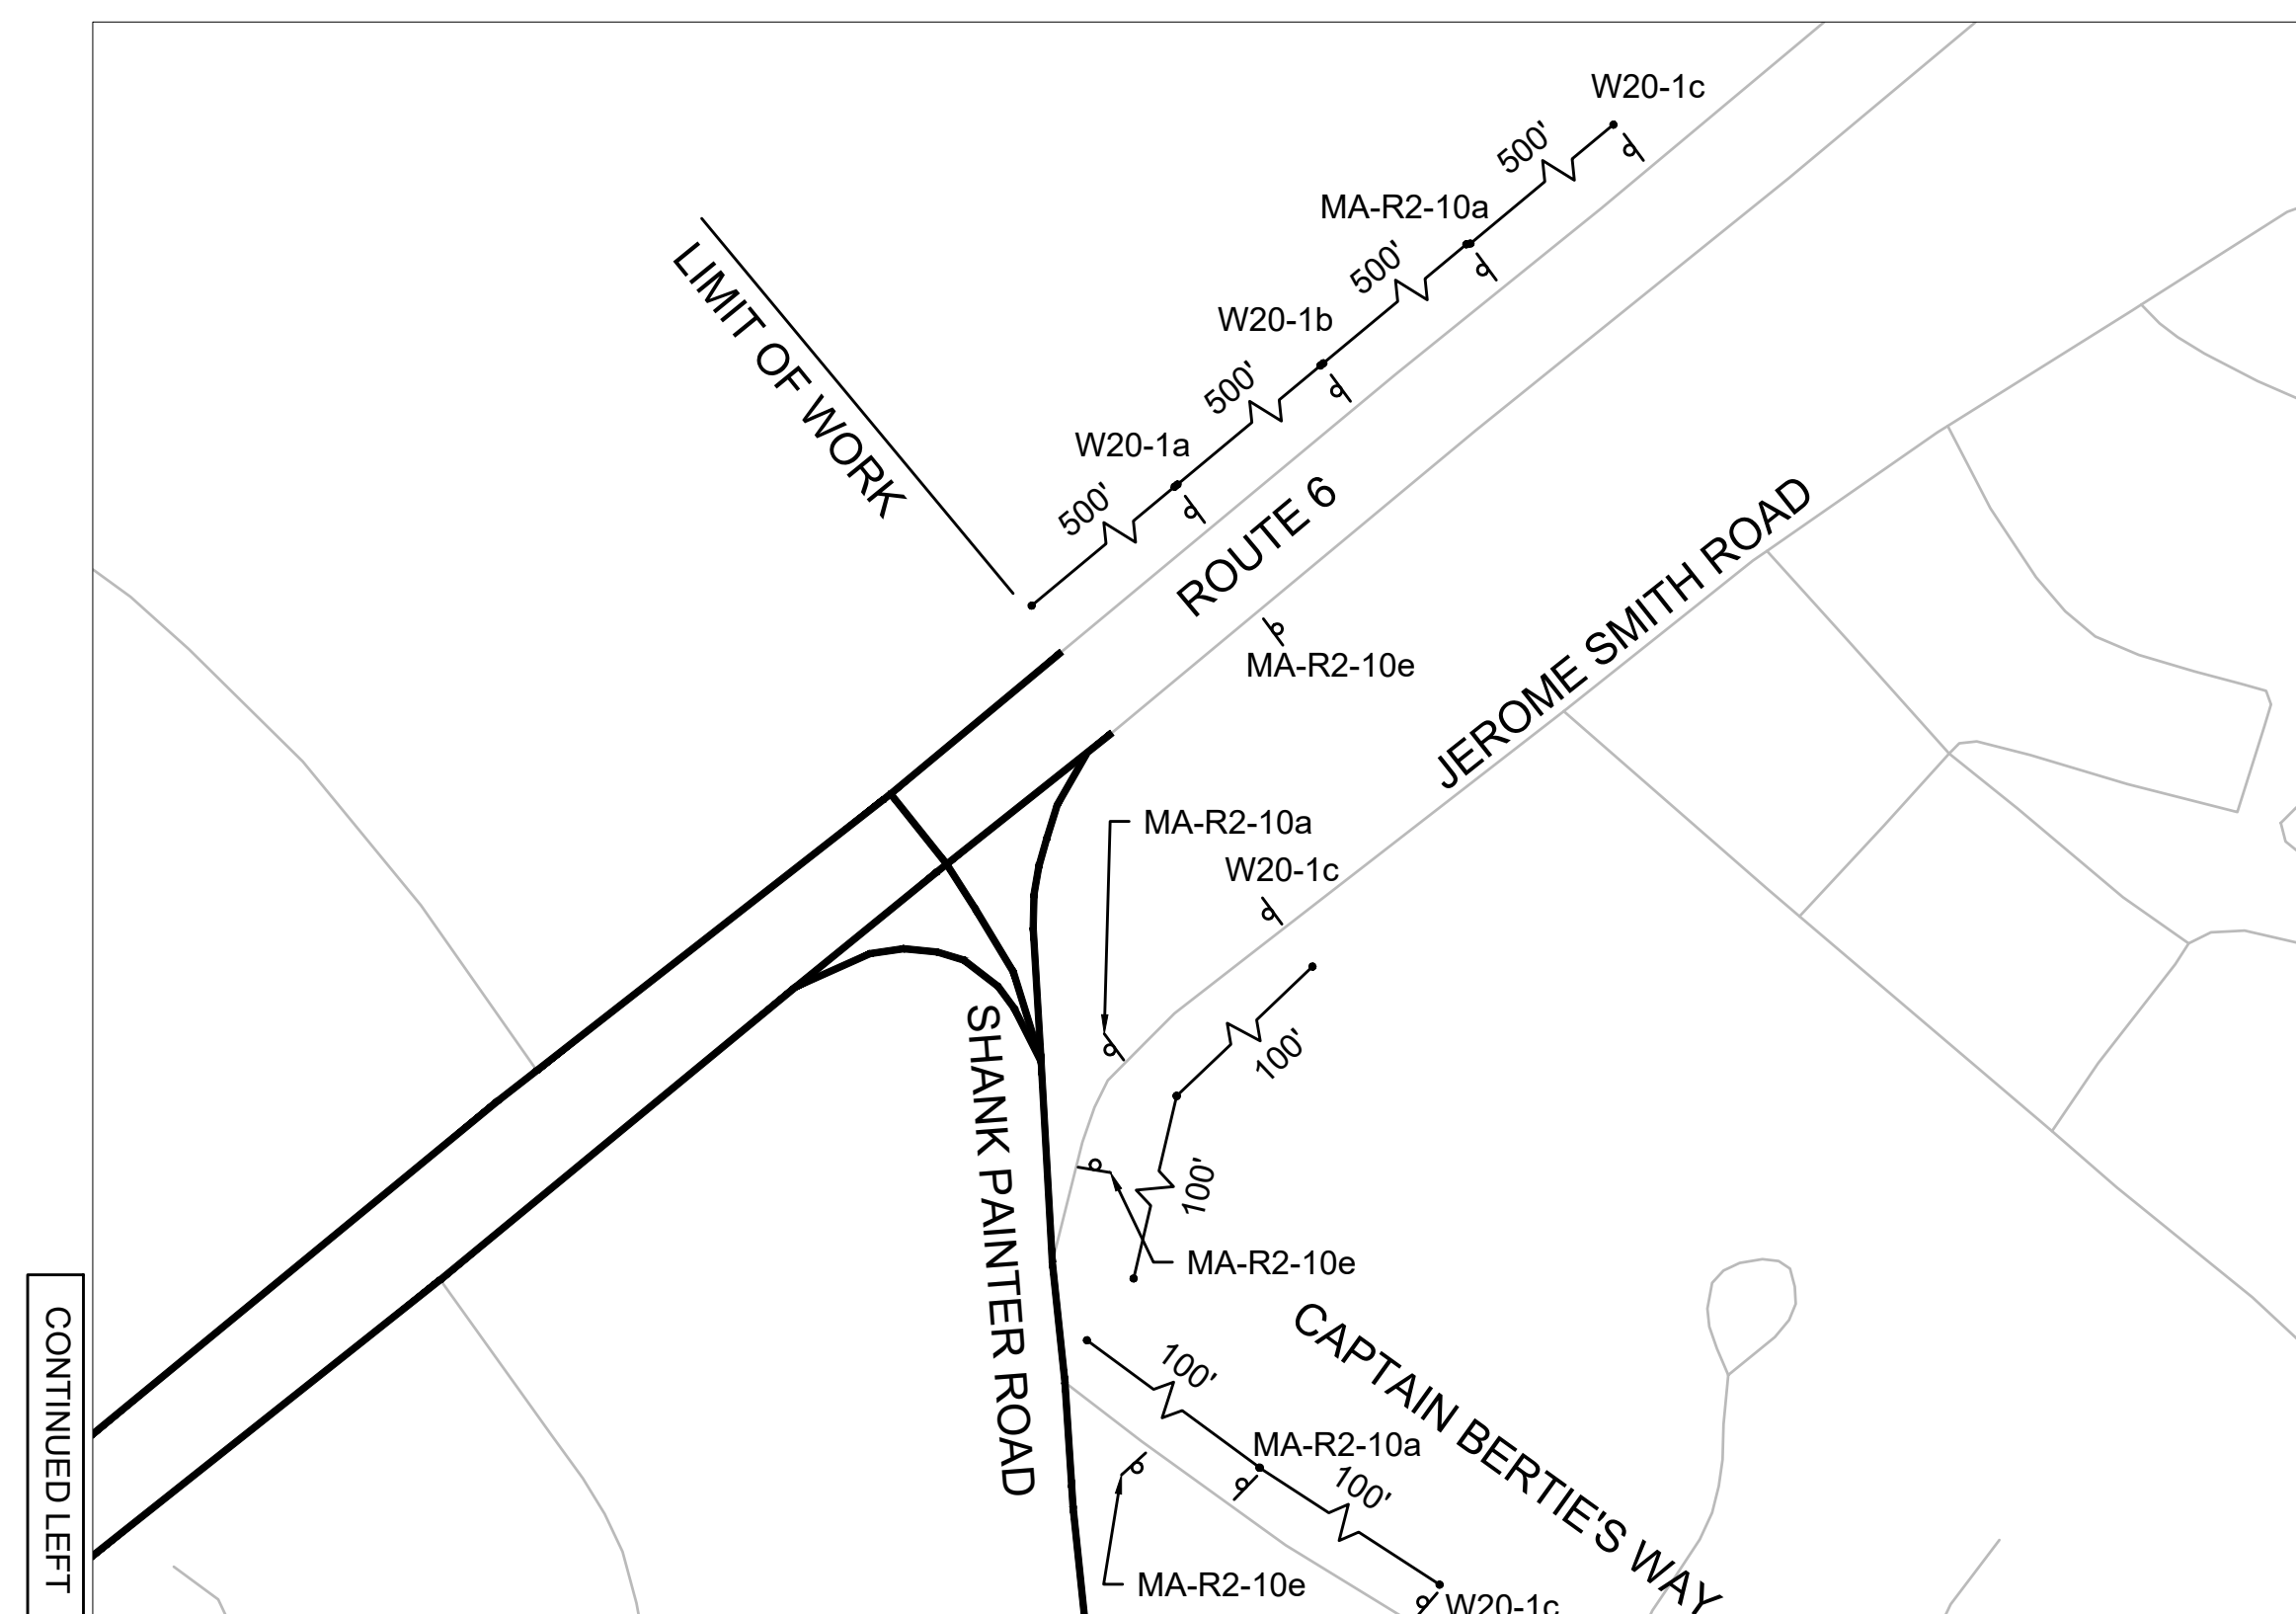 W20-1c
500'
MA-R2-10a
500'
W20-1b
500'
W20-1a
500'
LIMIT OF WORK
ROUTE 6
MA-R2-10e
JEROME SMITH ROAD
MA-R2-10a
W20-1c
100'
100'
SHANK PAINTER ROAD
MA-R2-10e
CAPTAIN BERTIE'S WAY
100'
MA-R2-10a
100'
MA-R2-10e
W20-1c
CONTINUED LEFT